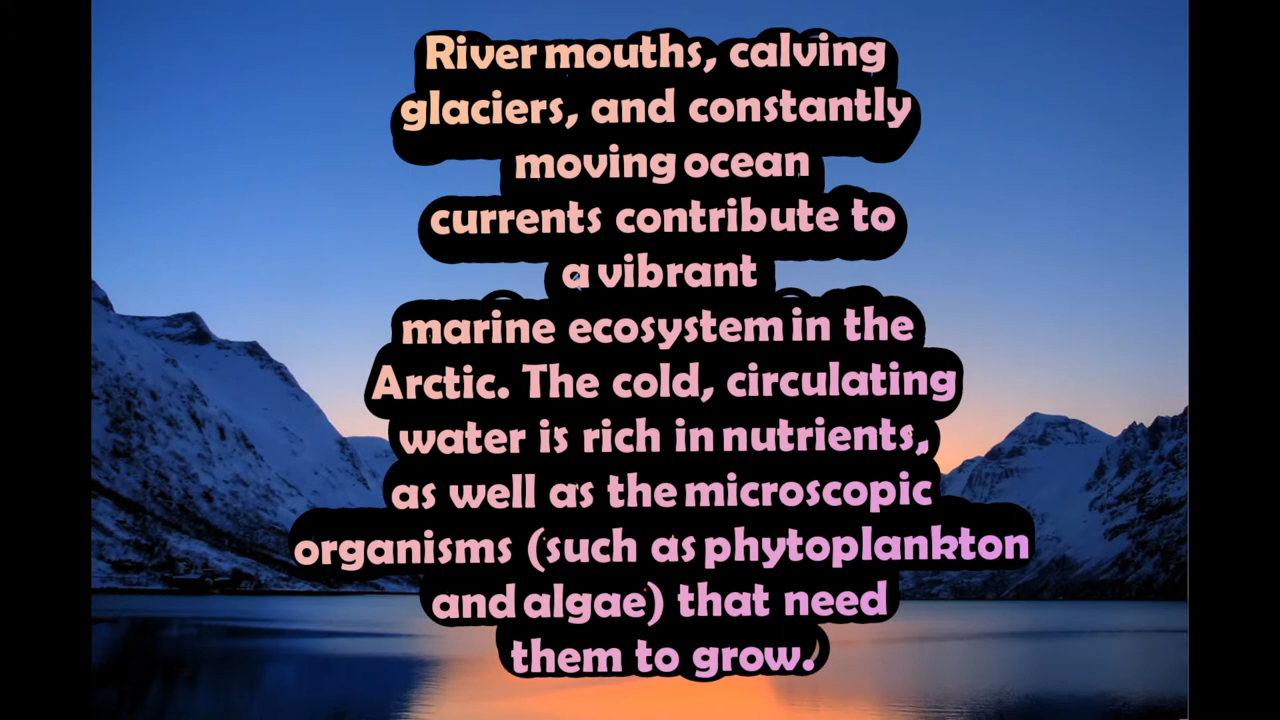 River mouths, calving
glaciers, and constantly
moving ocean
currents contribute to
a vibrant
marine ecosystem in the
Arctic. The cold, circulating
water is rich in nutrients,
as well as the microscopic
organisms (such as phytoplankton
and algae) that need
them to grow.